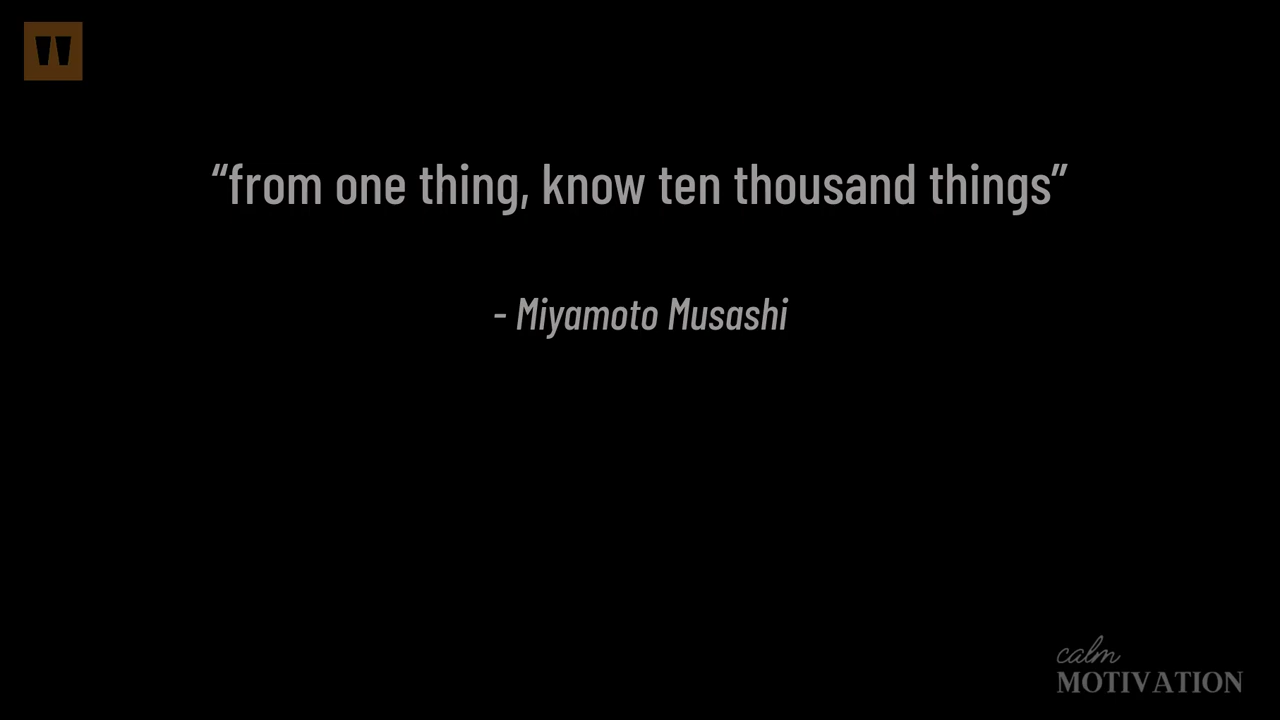 “from one thing, know ten thousand things”
- Miyamoto Musashi
calm
MOTIVATION